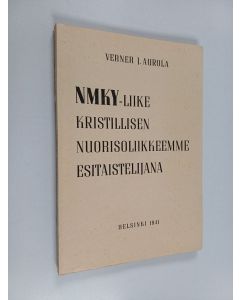 VERNER J. AUROLA
NMKY-LIIKE
KRISTILLISEN
NUORISOLIIKKEEMME
ESITAISTELIJANA
HELSINKI 1941